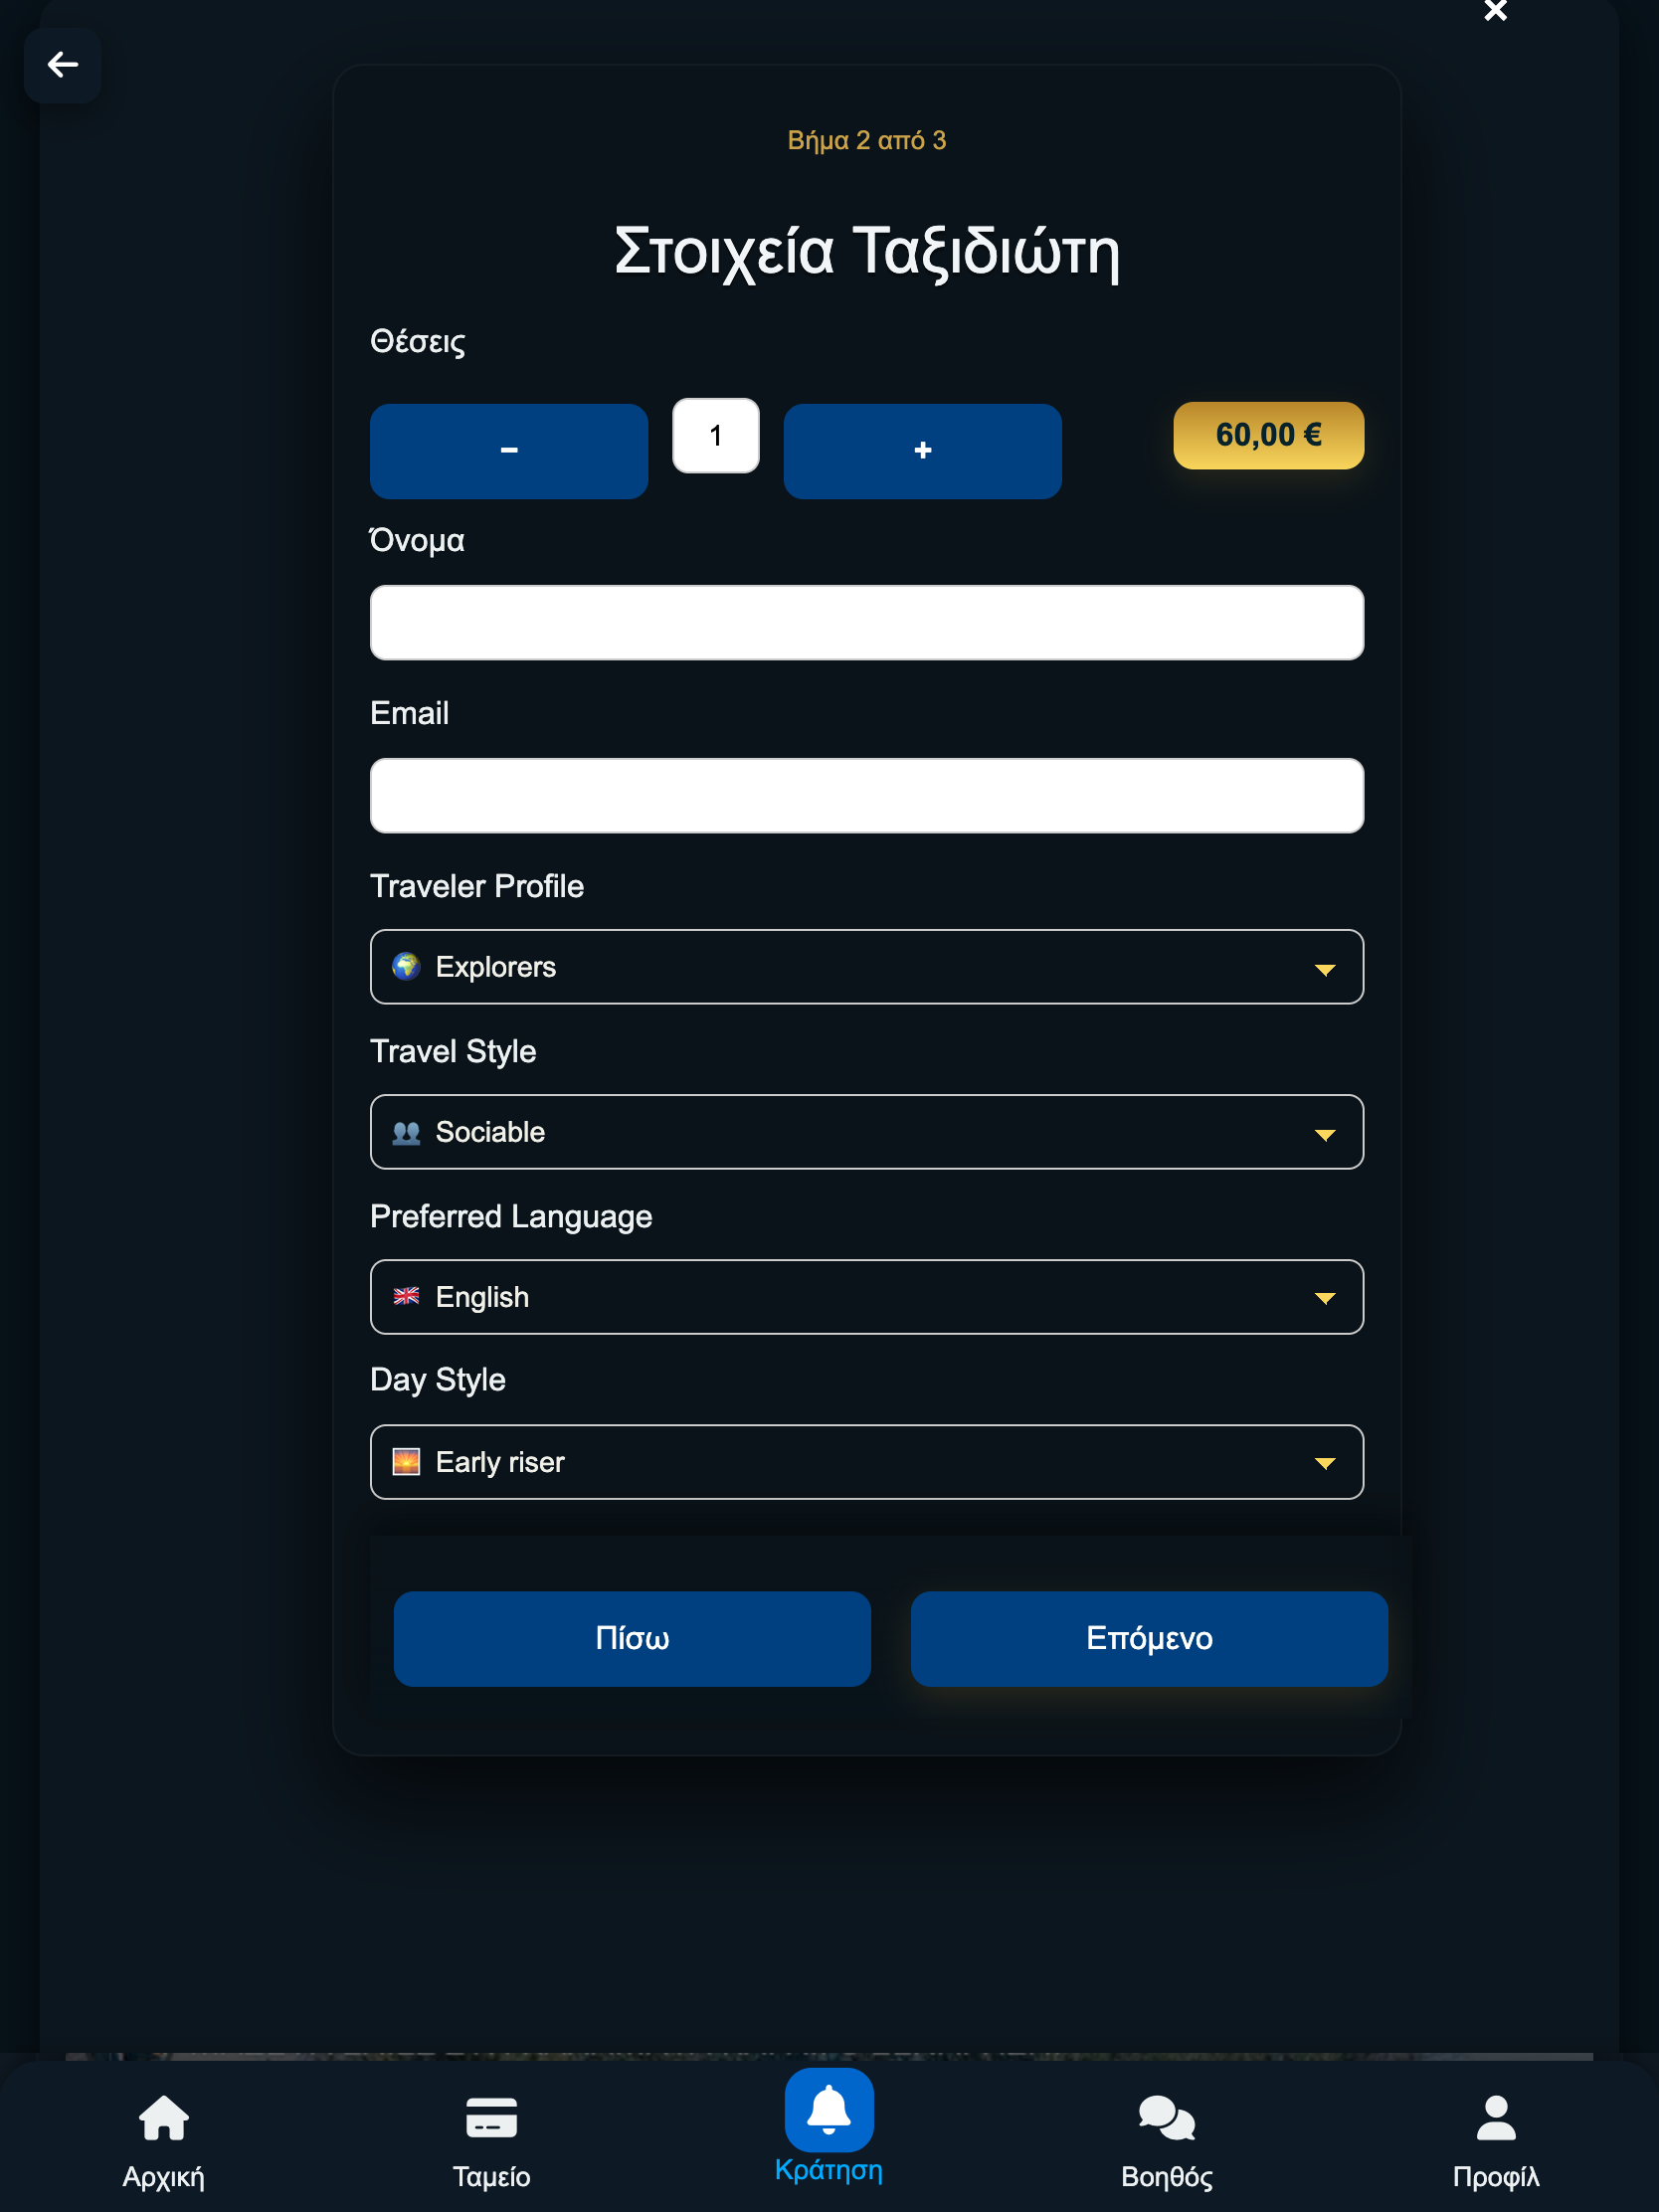 Βήμα 2 από 3
Στοιχεία Ταξιδιώτη
Θέσεις
- 1 + 60,00 €
Όνομα
Email
Traveler Profile
🌍 Explorers
Travel Style
👥 Sociable
Preferred Language
🇬🇧 English
Day Style
🌅 Early riser
Πίσω Επόμενο
Αρχική Ταμείο Κράτηση Βοηθός Προφίλ